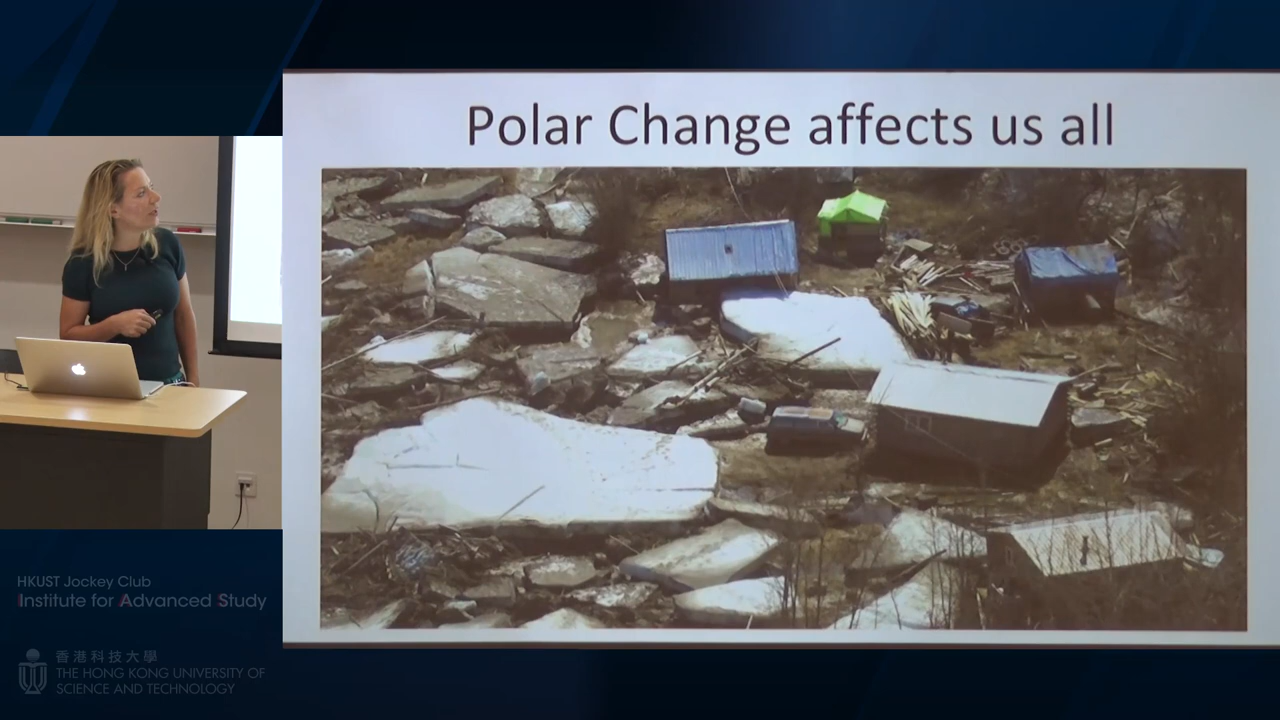 Polar Change affects us all
HKUST Jockey Club
Institute for Advanced Study
香港科技大學
THE HONG KONG UNIVERSITY OF
SCIENCE AND TECHNOLOGY